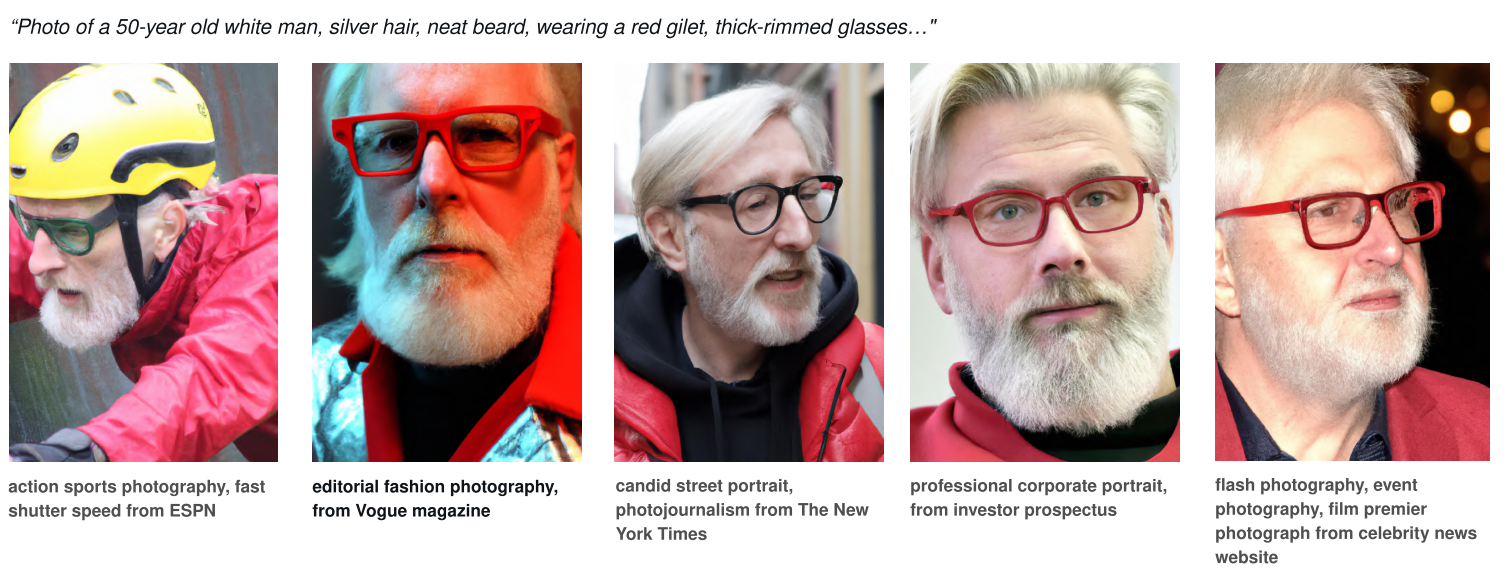 “Photo of a 50-year old white man, silver hair, neat beard, wearing a red gilet, thick-rimmed glasses…"
action sports photography, fast
shutter speed from ESPN
editorial fashion photography,
from Vogue magazine
candid street portrait,
photojournalism from The New
York Times
professional corporate portrait,
from investor prospectus
flash photography, event
photography, film premier
photograph from celebrity news
website